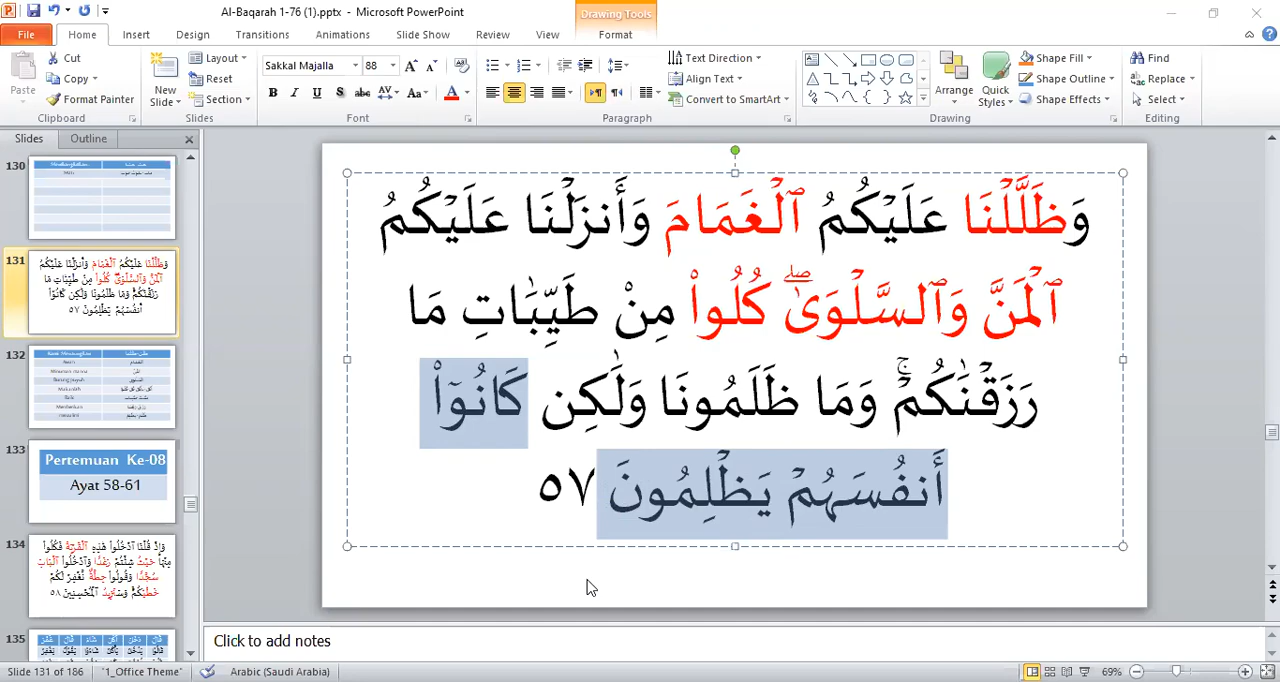 Al-Baqarah 1-76 (1).pptx - Microsoft PowerPoint
Drawing Tools
File Home Insert Design Transitions Animations Slide Show Review View Format
Paste Cut Copy Format Painter Clipboard
New Slide Layout Reset Section Slides
Sakkal Majalla 88 Font
Text Direction Align Text Convert to SmartArt Paragraph
Arrange Quick Styles Shape Fill Shape Outline Shape Effects Drawing
Find Replace Select Editing
Slides Outline
130
131
132
133
Pertemuan Ke-08
Ayat 58-61
134
135
وَظَلَّلْنَا عَلَيْكُمُ ٱلْغَمَامَ وَأَنزَلْنَا عَلَيْكُمُ
ٱلْمَنَّ وَٱلسَّلْوَىٰۖ كُلُوا۟ مِنْ طَيِّبَٰتِ مَا
رَزَقْنَٰكُمْۚ وَمَا ظَلَمُونَا وَلَٰكِن كَانُوٓا۟
أَنفُسَهُمْ يَظْلِمُونَ ٥٧
Click to add notes
Slide 131 of 186 '1_Office Theme' Arabic (Saudi Arabia) 69%